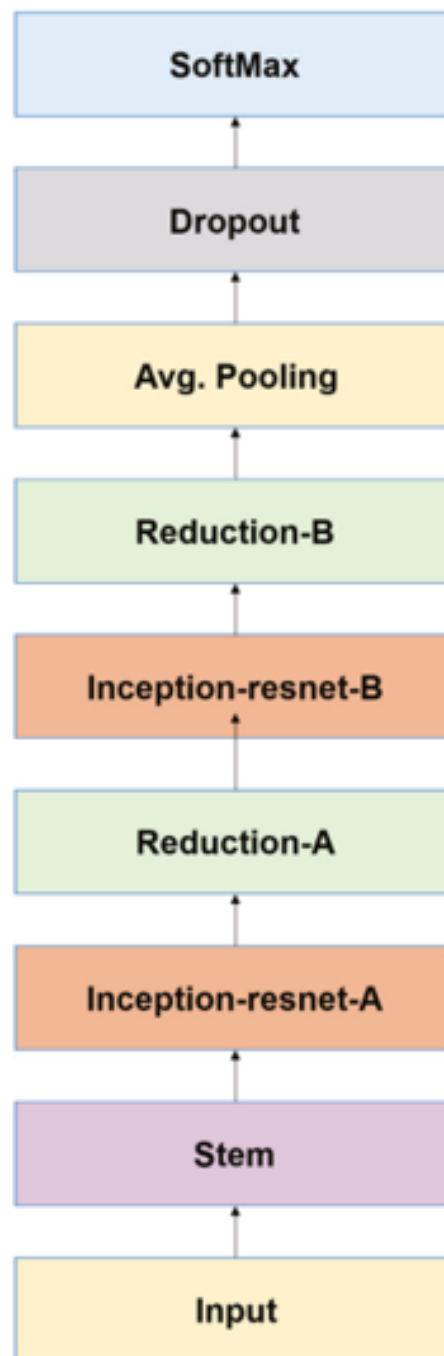 SoftMax
Dropout
Avg. Pooling
Reduction-B
Inception-resnet-B
Reduction-A
Inception-resnet-A
Stem
Input